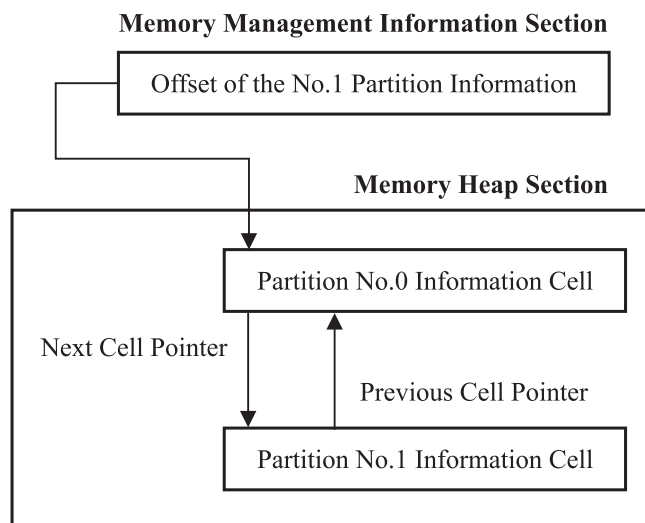 Memory Management Information Section
Offset of the No.1 Partition Information
Memory Heap Section
Partition No.0 Information Cell
Next Cell Pointer
Previous Cell Pointer
Partition No.1 Information Cell